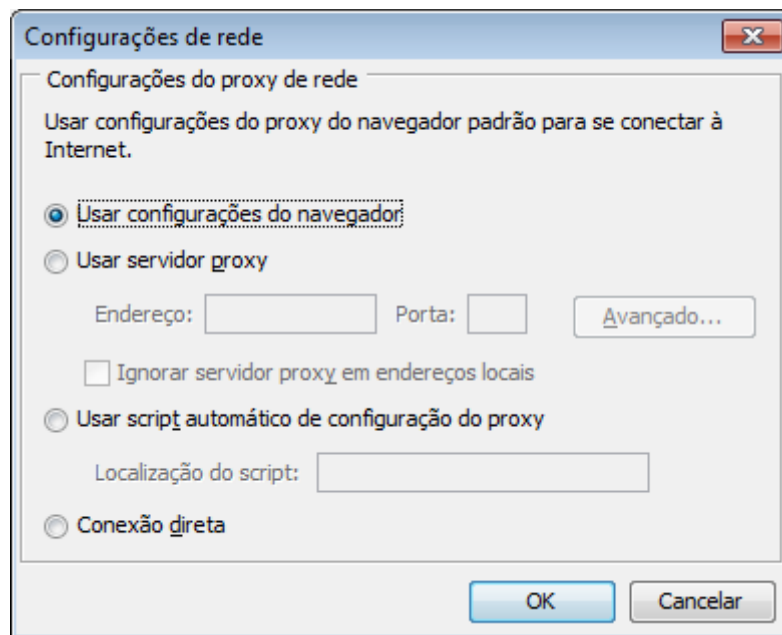 Configurações de rede
Configurações do proxy de rede
Usar configurações do proxy do navegador padrão para se conectar à
Internet.
Usar configurações do navegador
Usar servidor proxy
Endereço: Porta: Avançado...
Ignorar servidor proxy em endereços locais
Usar script automático de configuração do proxy
Localização do script:
Conexão direta
OK Cancelar